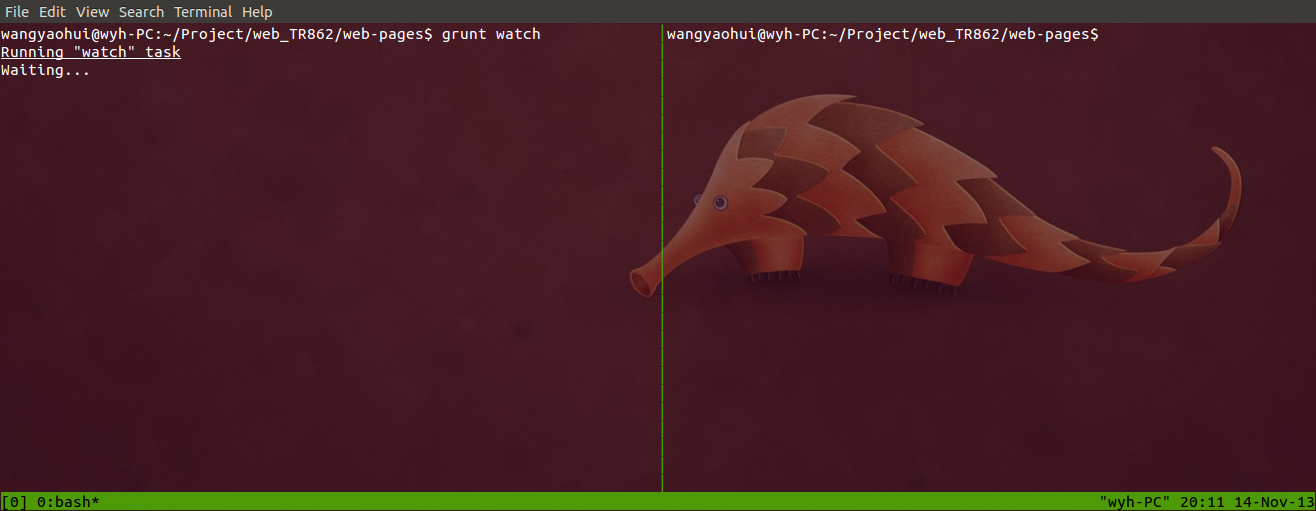 File Edit View Search Terminal Help
wangyaohui@wyh-PC:~/Project/web_TR862/web-pages$ grunt watch
Running "watch" task
Waiting...
wangyaohui@wyh-PC:~/Project/web_TR862/web-pages$
[0] 0:bash*
"wyh-PC" 20:11 14-Nov-13